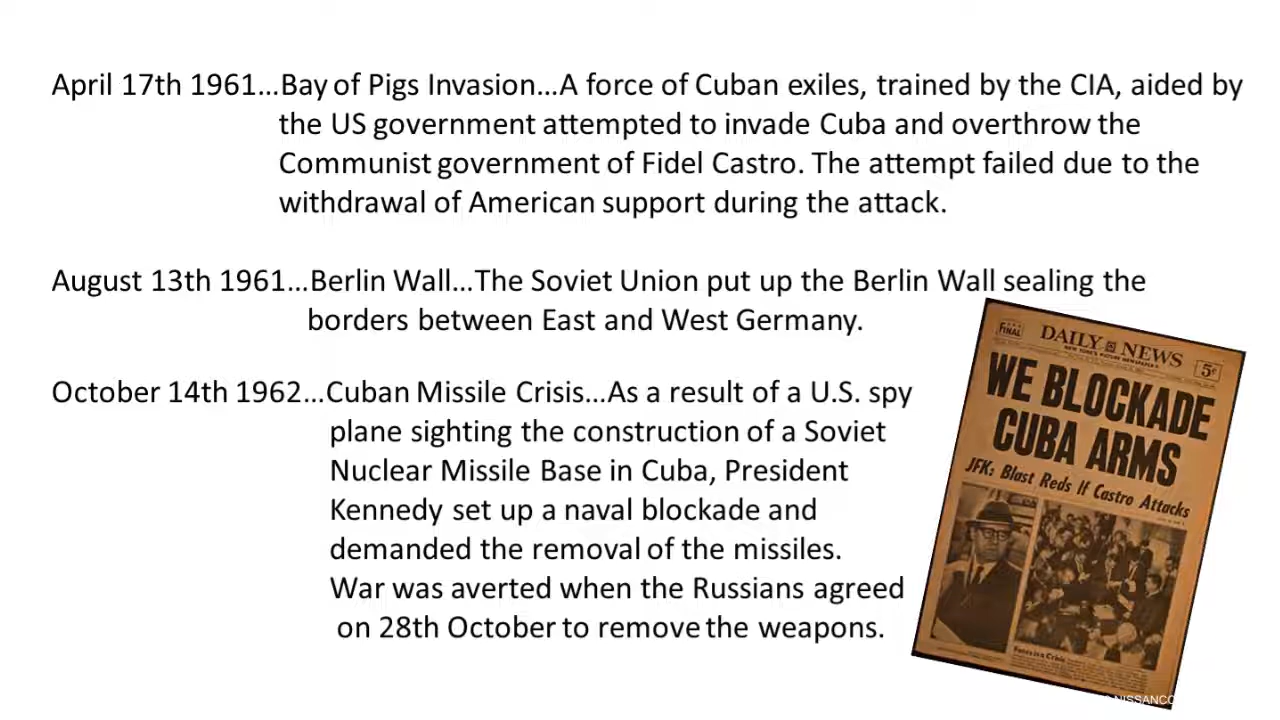 April 17th 1961...Bay of Pigs Invasion...A force of Cuban exiles, trained by the CIA, aided by
the US government attempted to invade Cuba and overthrow the
Communist government of Fidel Castro. The attempt failed due to the
withdrawal of American support during the attack.
August 13th 1961...Berlin Wall...The Soviet Union put up the Berlin Wall sealing the
borders between East and West Germany.
October 14th 1962...Cuban Missile Crisis...As a result of a U.S. spy
plane sighting the construction of a Soviet
Nuclear Missile Base in Cuba, President
Kennedy set up a naval blockade and
demanded the removal of the missiles.
War was averted when the Russians agreed
on 28th October to remove the weapons.
FINAL
DAILY NEWS
NEW YORK'S PICTURE NEWSPAPER
5¢
WE BLOCKADE
CUBA ARMS
JFK: Blast Reds If Castro Attacks